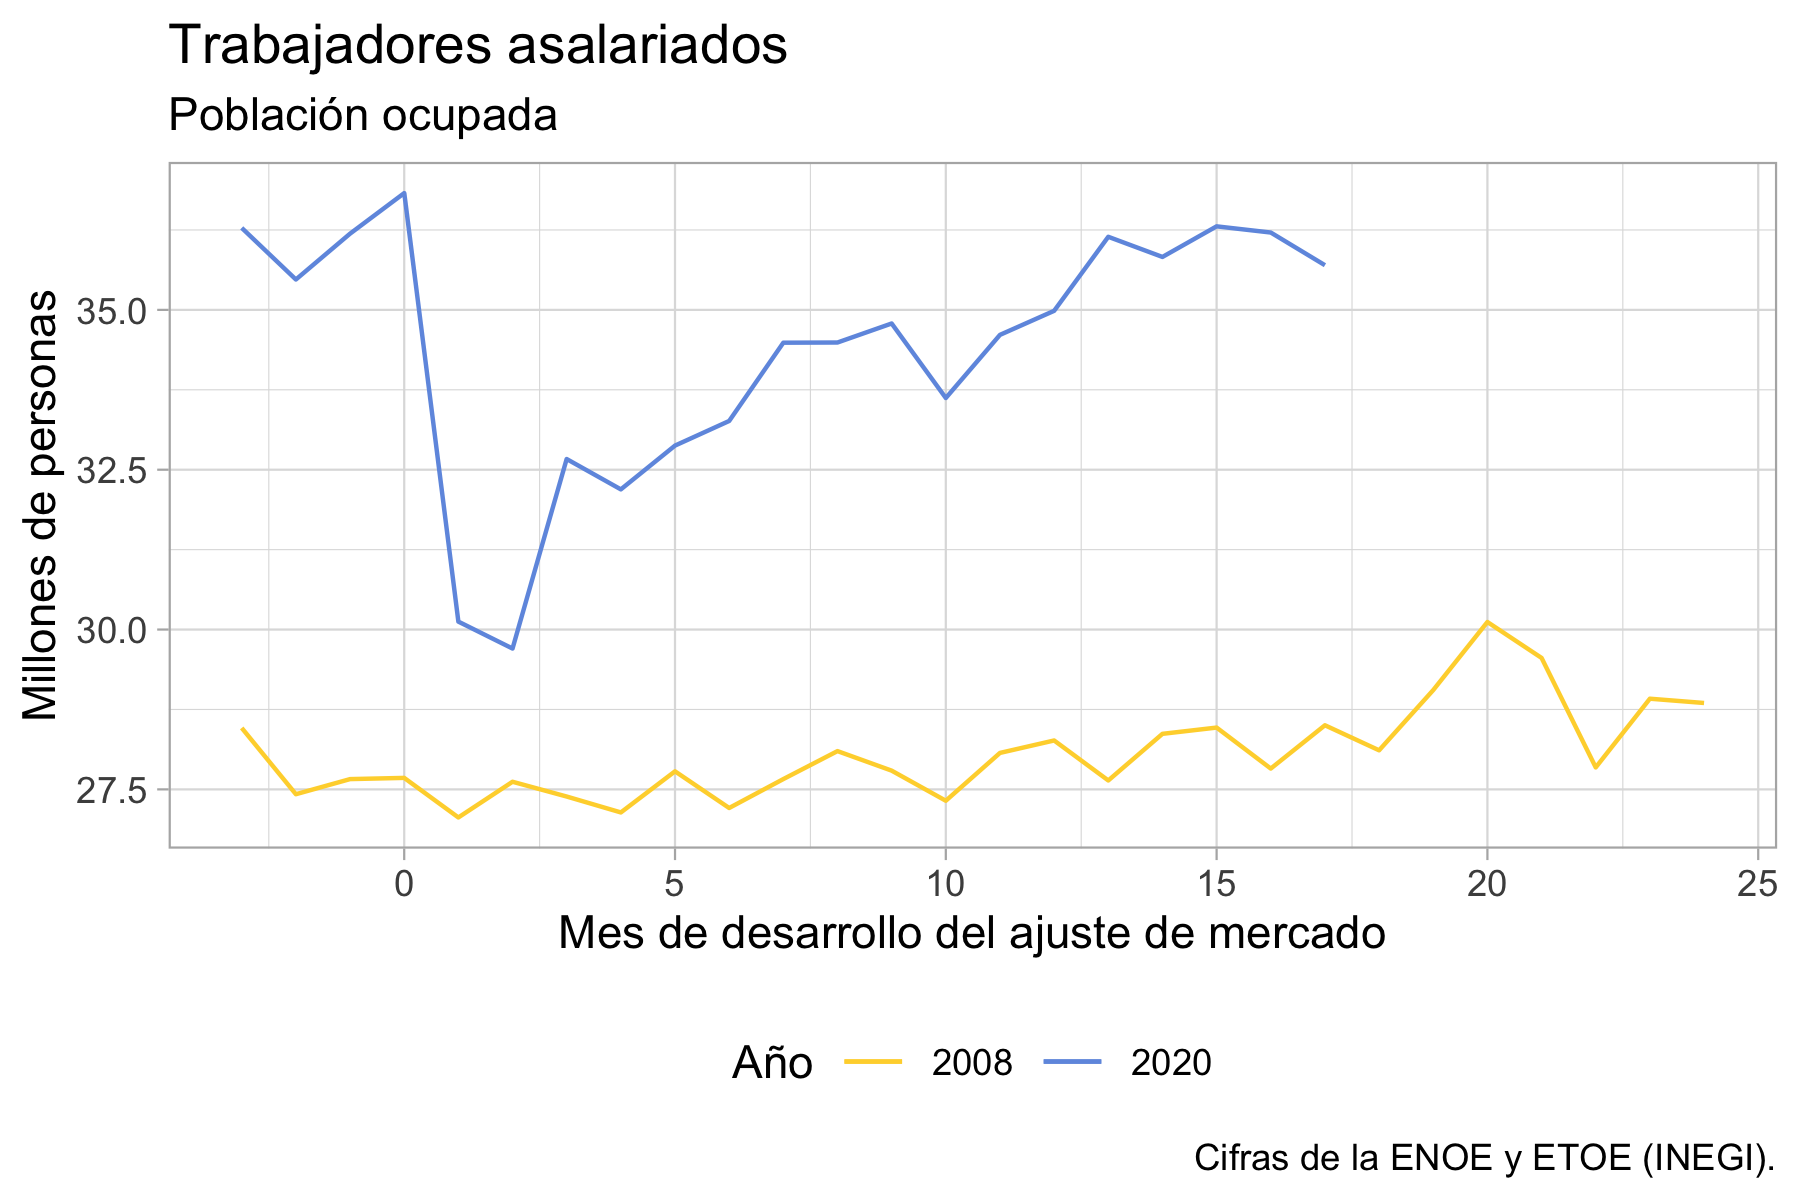 Trabajadores asalariados
Población ocupada
Millones de personas
35.0
32.5
30.0
27.5
0 5 10 15 20 25
Mes de desarrollo del ajuste de mercado
Año 2008 2020
Cifras de la ENOE y ETOE (INEGI).